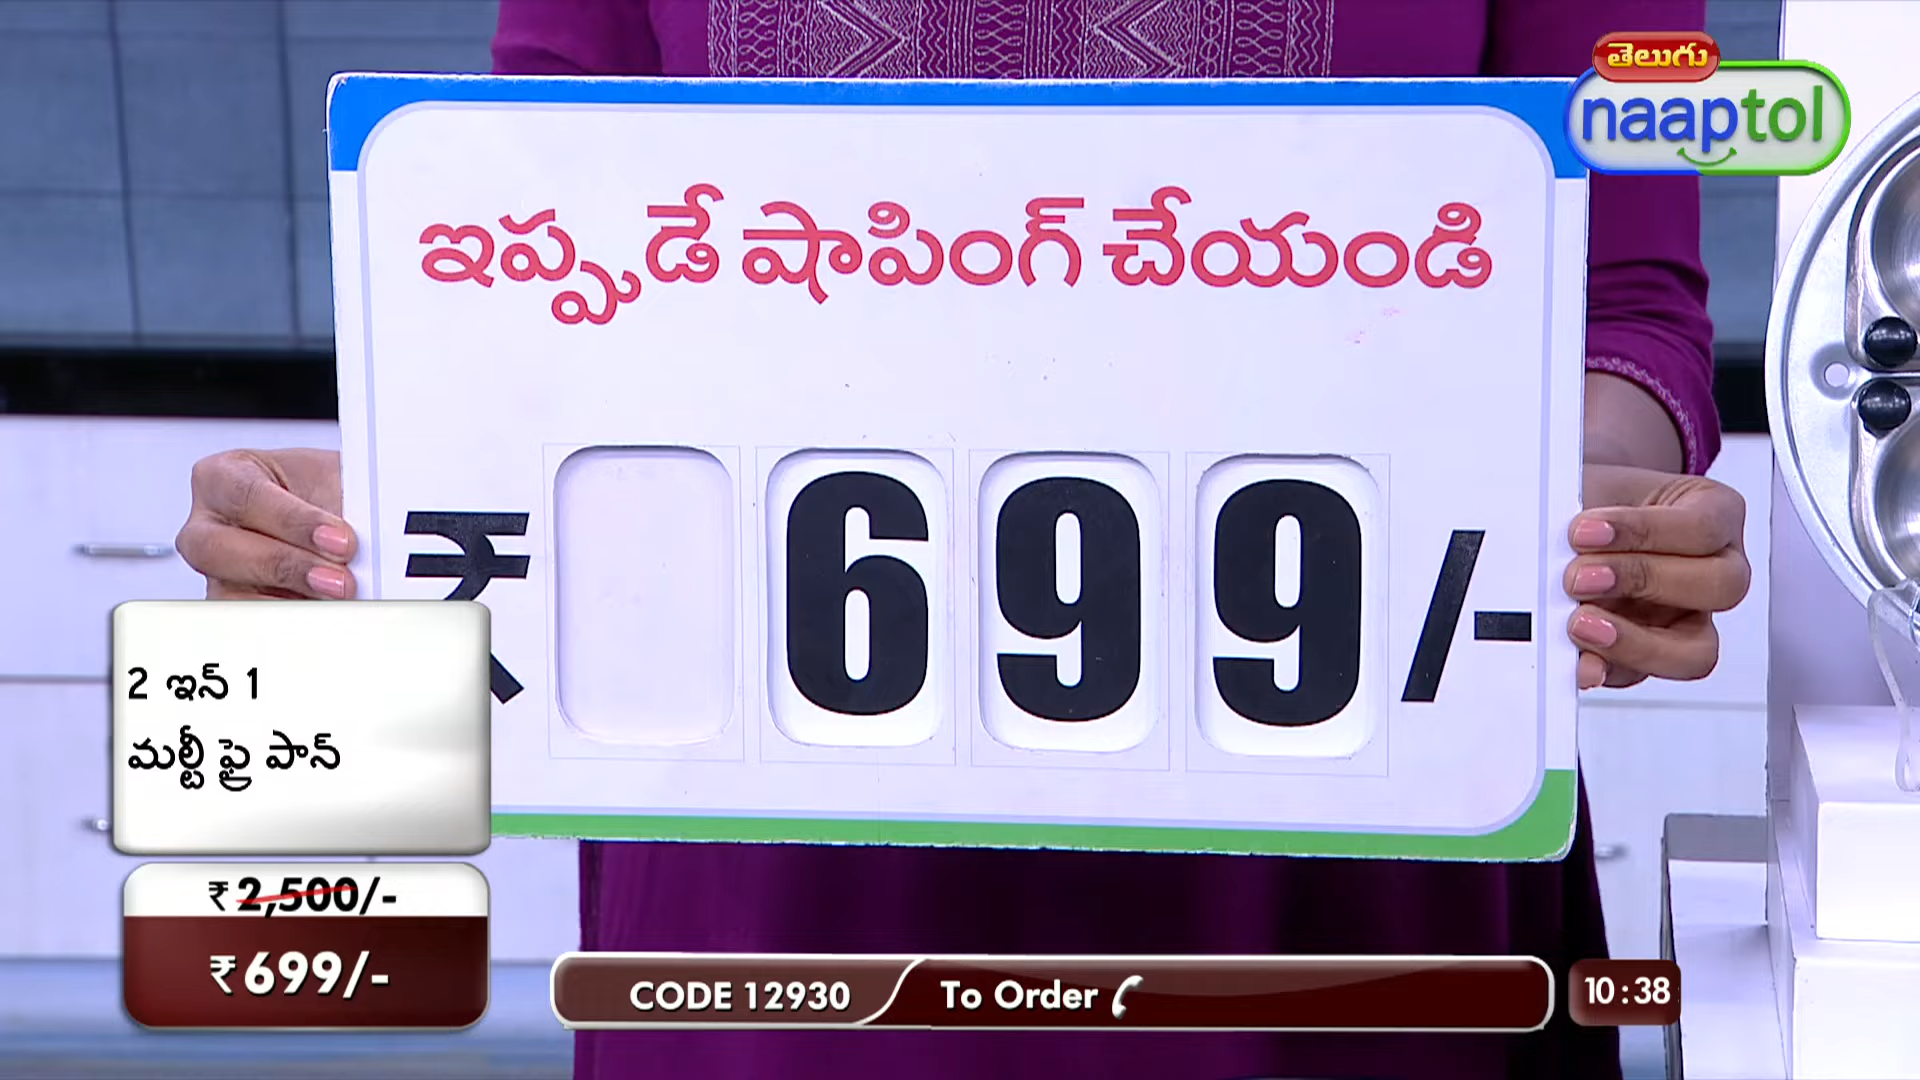 తెలుగు
naaptol
ఇప్పుడే షాపింగ్ చేయండి
₹ 699/-
2 ఇన్ 1
మల్టీ ఫ్రై పాన్
₹ 2,500/-
₹ 699/-
CODE 12930
To Order
10:38